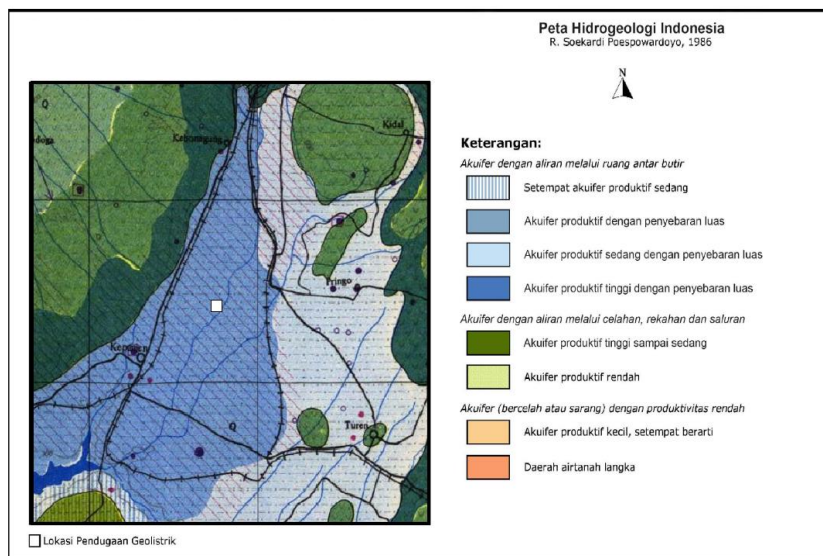 Peta Hidrogeologi Indonesia
R. Soekardi Poespowardoyo, 1986
N
Keterangan:
Akuifer dengan aliran melalui ruang antar butir
Setempat akuifer produktif sedang
Akuifer produktif dengan penyebaran luas
Akuifer produktif sedang dengan penyebaran luas
Akuifer produktif tinggi dengan penyebaran luas
Akuifer dengan aliran melalui celahan, rekahan dan saluran
Akuifer produktif tinggi sampai sedang
Akuifer produktif rendah
Akuifer (bercelah atau sarang) dengan produktivitas rendah
Akuifer produktif kecil, setempat berarti
Daerah airtanah langka
Q
Kidal
Pringo
Kepanjen
Q
Turen
Lokasi Pendugaan Geolistrik